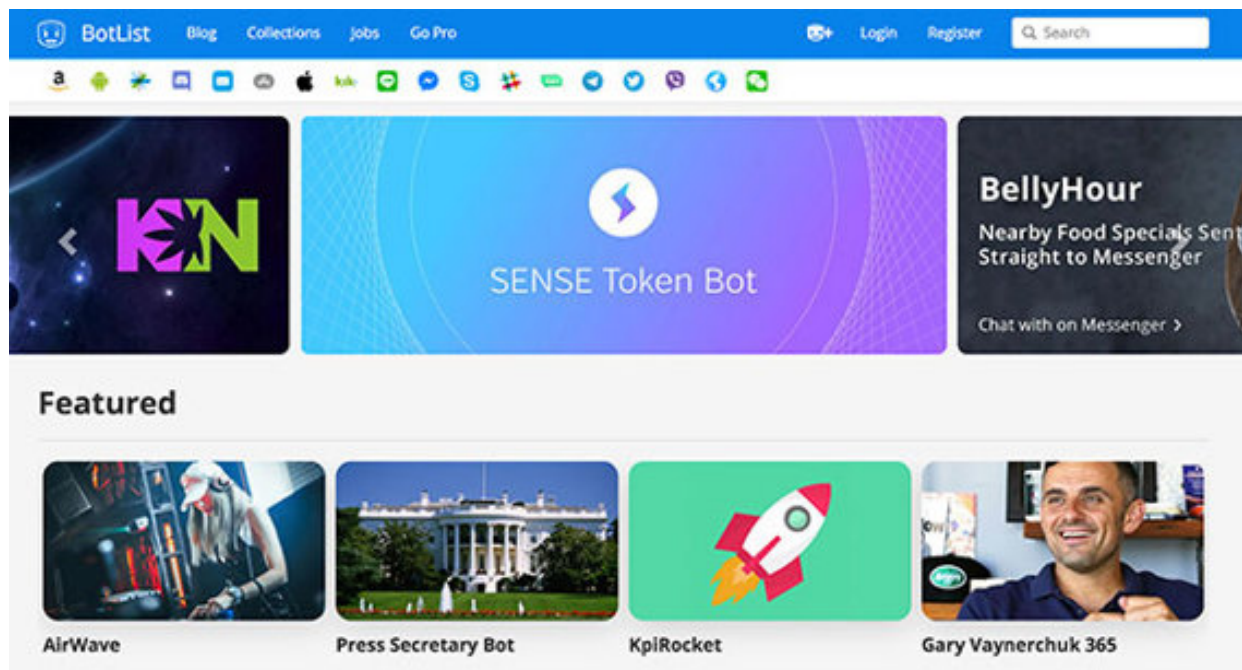 BotList Blog Collections Jobs Go Pro Login Register Search
KIN
SENSE Token Bot
BellyHour
Nearby Food Specials Sent
Straight to Messenger
Chat with on Messenger >
Featured
AirWave Press Secretary Bot KpiRocket Gary Vaynerchuk 365